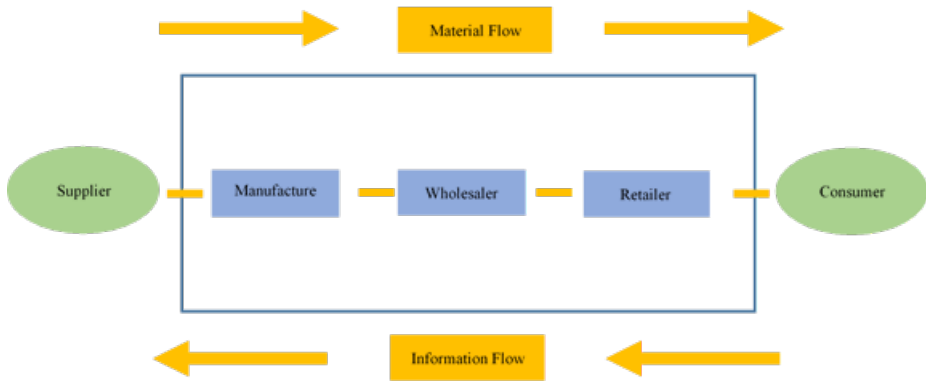 Material Flow
Supplier
Manufacture
Wholesaler
Retailer
Consumer
Information Flow